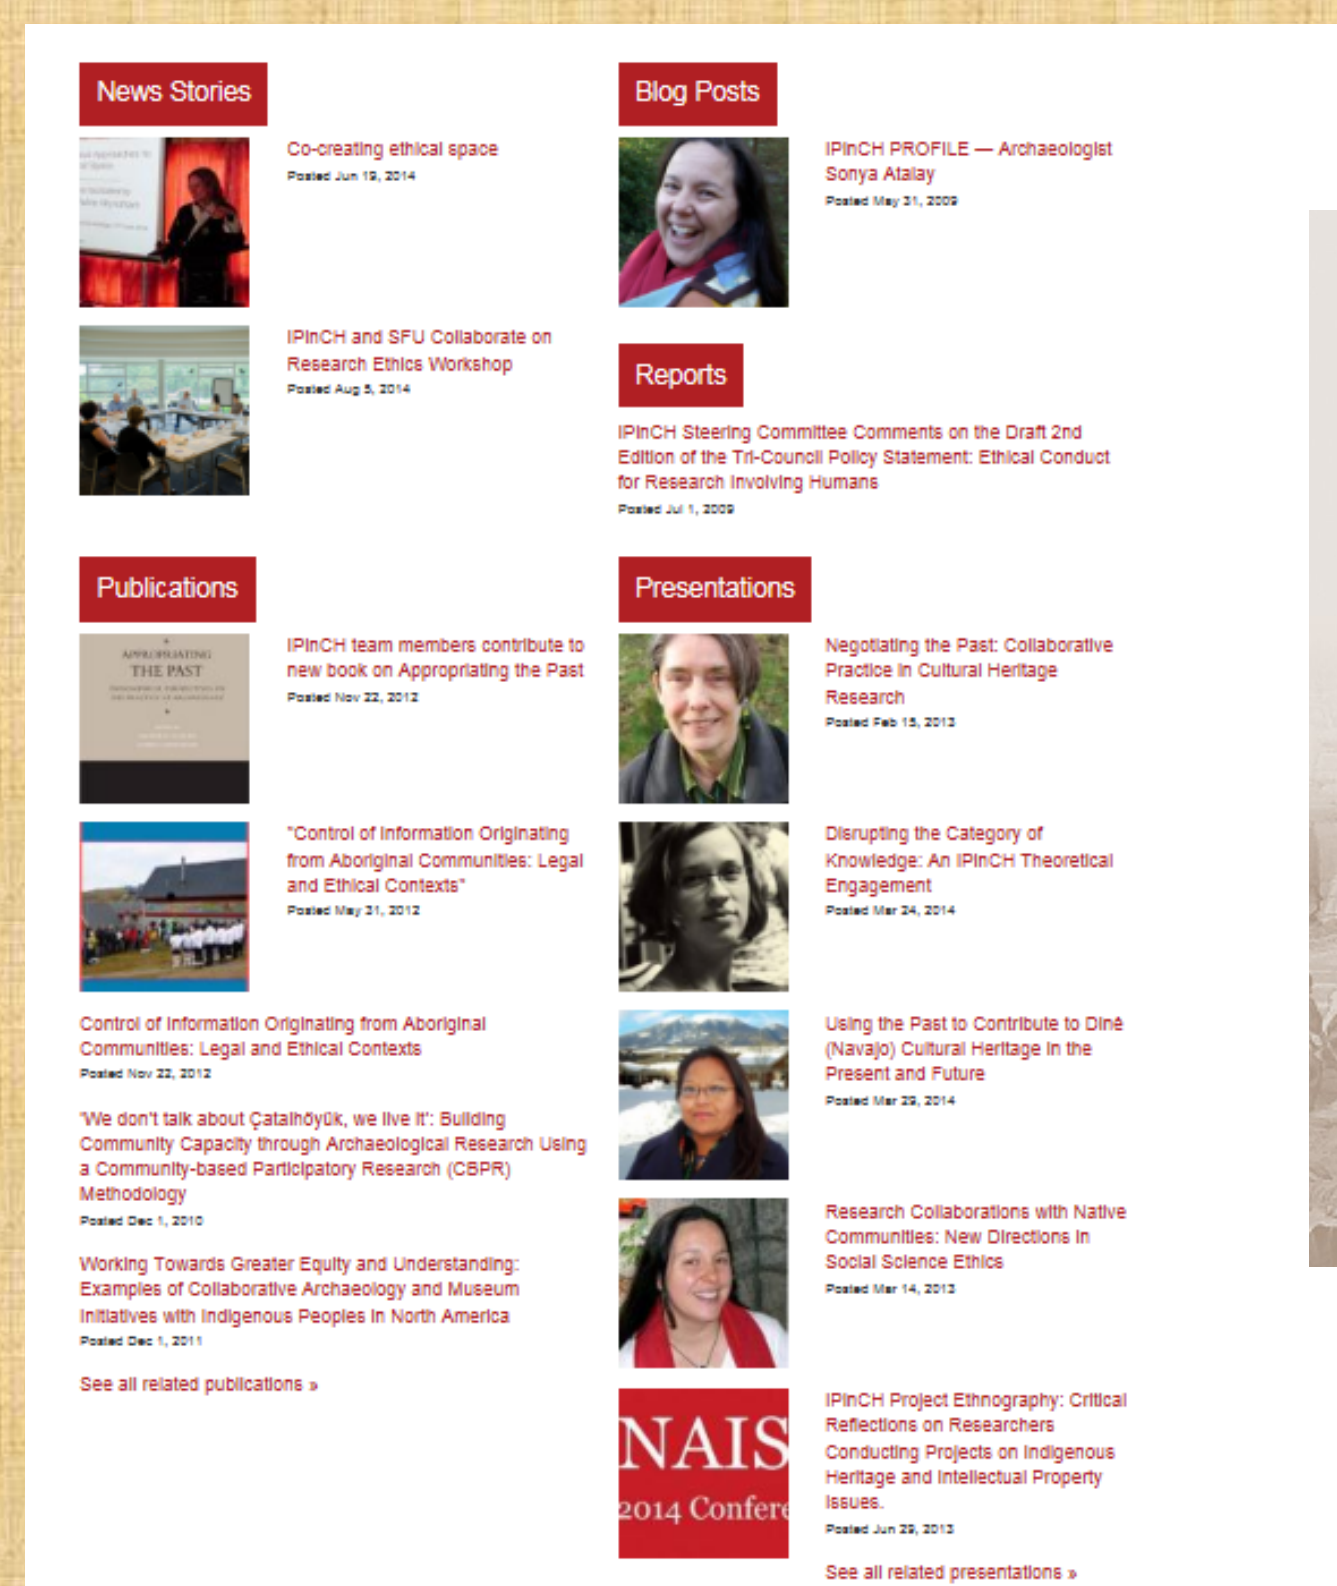 News Stories
Co-creating ethical space
Posted Jun 19, 2014
IPinCH and SFU Collaborate on
Research Ethics Workshop
Posted Aug 5, 2014
Blog Posts
IPinCH PROFILE — Archaeologist
Sonya Atalay
Posted May 31, 2009
Reports
IPinCH Steering Committee Comments on the Draft 2nd
Edition of the Tri-Council Policy Statement: Ethical Conduct
for Research Involving Humans
Posted Jul 1, 2009
Publications
APPROPRIATING
THE PAST
IPinCH team members contribute to
new book on Appropriating the Past
Posted Nov 22, 2012
"Control of Information Originating
from Aboriginal Communities: Legal
and Ethical Contexts"
Posted May 31, 2012
Control of Information Originating from Aboriginal
Communities: Legal and Ethical Contexts
Posted Nov 22, 2012
'We don't talk about Çatalhöyük, we live it': Building
Community Capacity through Archaeological Research Using
a Community-based Participatory Research (CBPR)
Methodology
Posted Dec 1, 2010
Working Towards Greater Equity and Understanding:
Examples of Collaborative Archaeology and Museum
Initiatives with Indigenous Peoples in North America
Posted Dec 1, 2011
See all related publications »
Presentations
Negotiating the Past: Collaborative
Practice in Cultural Heritage
Research
Posted Feb 15, 2013
Disrupting the Category of
Knowledge: An IPinCH Theoretical
Engagement
Posted Mar 24, 2014
Using the Past to Contribute to Diné
(Navajo) Cultural Heritage in the
Present and Future
Posted Mar 29, 2014
Research Collaborations with Native
Communities: New Directions in
Social Science Ethics
Posted Mar 14, 2013
NAIS
2014 Confere
IPinCH Project Ethnography: Critical
Reflections on Researchers
Conducting Projects on Indigenous
Heritage and Intellectual Property
Issues.
Posted Jun 29, 2013
See all related presentations »